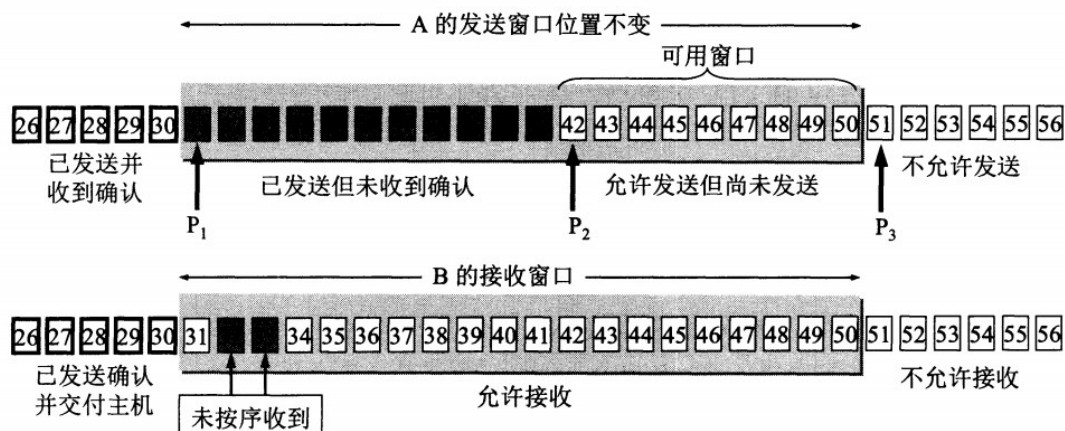 A 的发送窗口位置不变
可用窗口
26 27 28 29 30 42 43 44 45 46 47 48 49 50 51 52 53 54 55 56
已发送并
收到确认
已发送但未收到确认
允许发送但尚未发送
不允许发送
P1 P2 P3
B 的接收窗口
26 27 28 29 30 31 34 35 36 37 38 39 40 41 42 43 44 45 46 47 48 49 50 51 52 53 54 55 56
已发送确认
并交付主机
未按序收到
允许接收
不允许接收